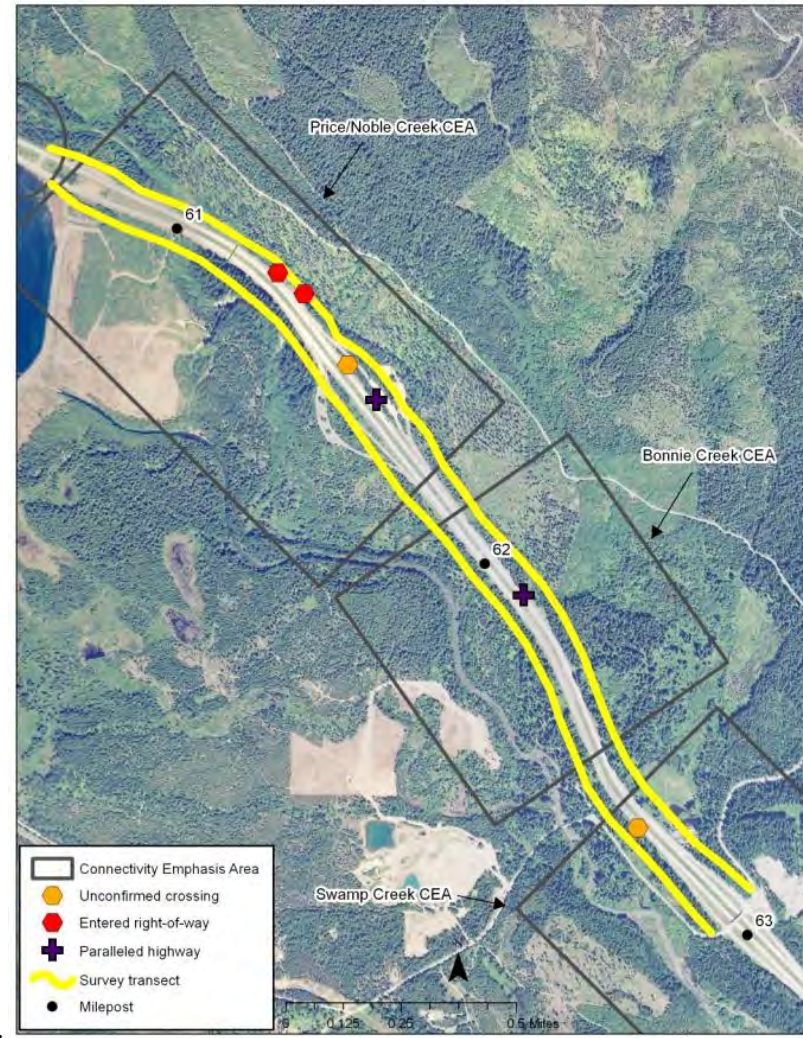 Price/Noble Creek CEA
61
Bonnie Creek CEA
62
Swamp Creek CEA
63
Connectivity Emphasis Area
Unconfirmed crossing
Entered right-of-way
Paralleled highway
Survey transect
Milepost
N
0 0.125 0.25 0.5 Miles